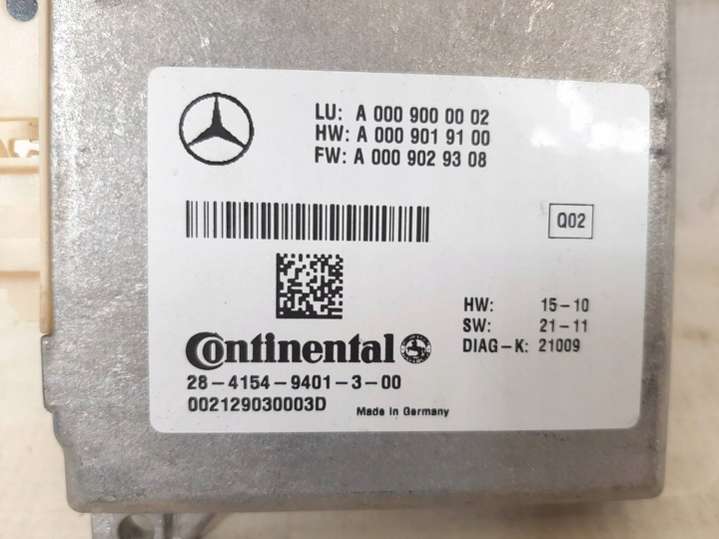 LU: A 000 900 00 02
HW: A 000 901 91 00
FW: A 000 902 93 08
Q02
HW: 15-10
SW: 21-11
DIAG-K: 21009
Continental
28-4154-9401-3-00
002129030003D
Made in Germany